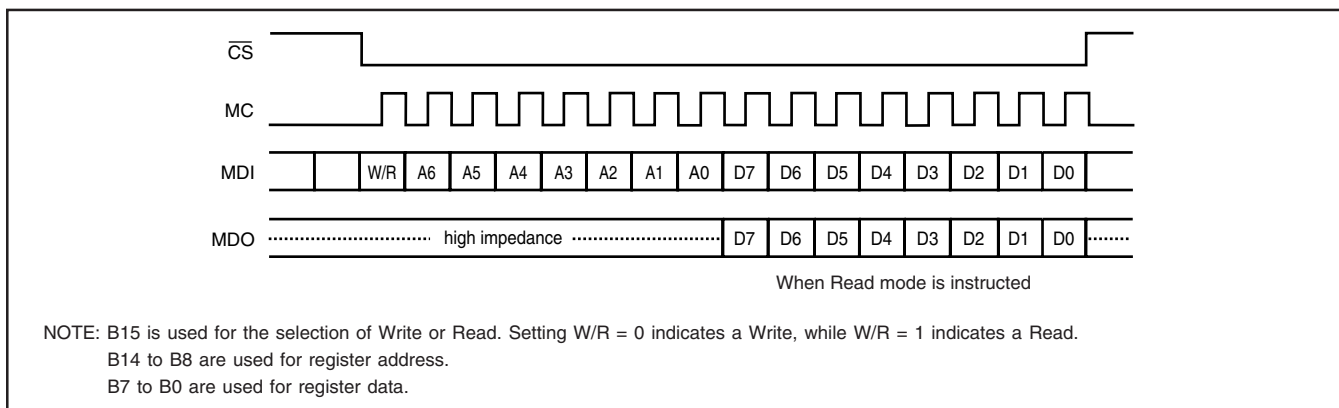 CS
MC
MDI W/R A6 A5 A4 A3 A2 A1 A0 D7 D6 D5 D4 D3 D2 D1 D0
MDO high impedance D7 D6 D5 D4 D3 D2 D1 D0
When Read mode is instructed
NOTE: B15 is used for the selection of Write or Read. Setting W/R = 0 indicates a Write, while W/R = 1 indicates a Read.
B14 to B8 are used for register address.
B7 to B0 are used for register data.